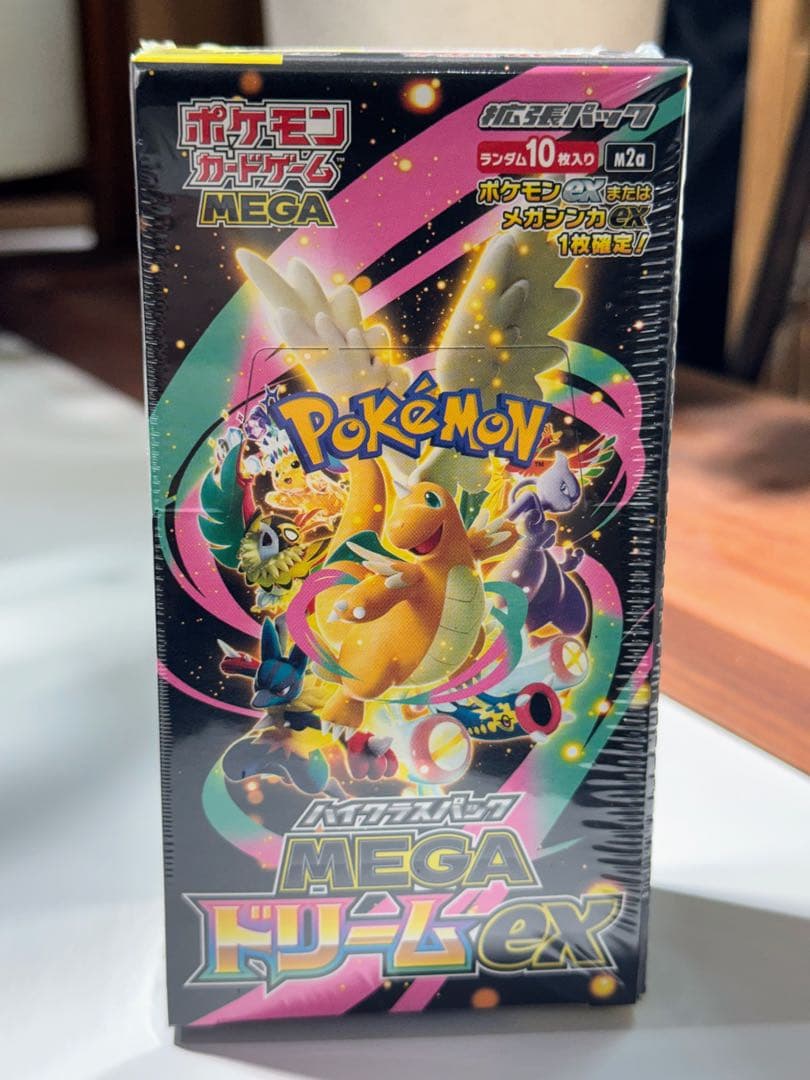 ポケモン
カードゲーム™
MEGA
拡張パック
ランダム10枚入り M2a
ポケモンexまたは
メガシンカex
1枚確定!
POKéMON™
ハイクラスパック
MEGA
ドリームex